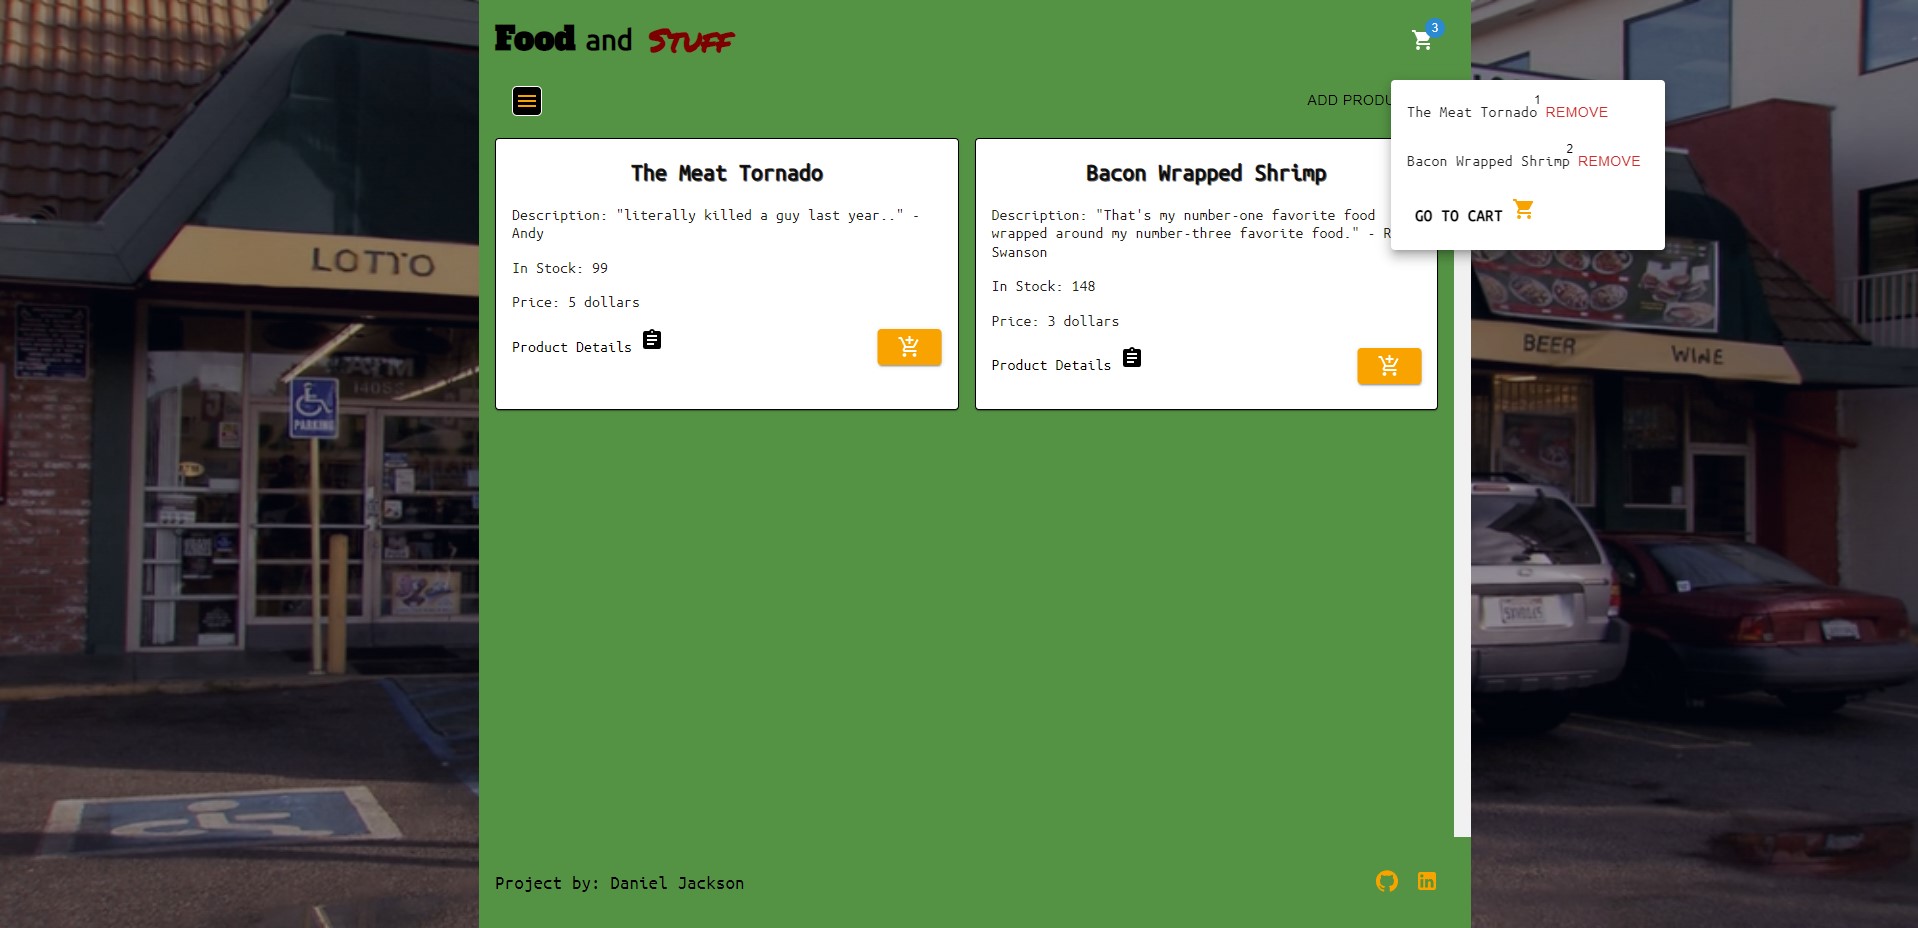 Food and Stuff
3
ADD PRODU
The Meat Tornado 1 REMOVE
Bacon Wrapped Shrimp 2 REMOVE
GO TO CART
The Meat Tornado
Description: "literally killed a guy last year.." -
Andy
In Stock: 99
Price: 5 dollars
Product Details
Bacon Wrapped Shrimp
Description: "That's my number-one favorite food
wrapped around my number-three favorite food." - R
Swanson
In Stock: 148
Price: 3 dollars
Product Details
Project by: Daniel Jackson
LOTTO
ATM
PARKING
BEER
WINE